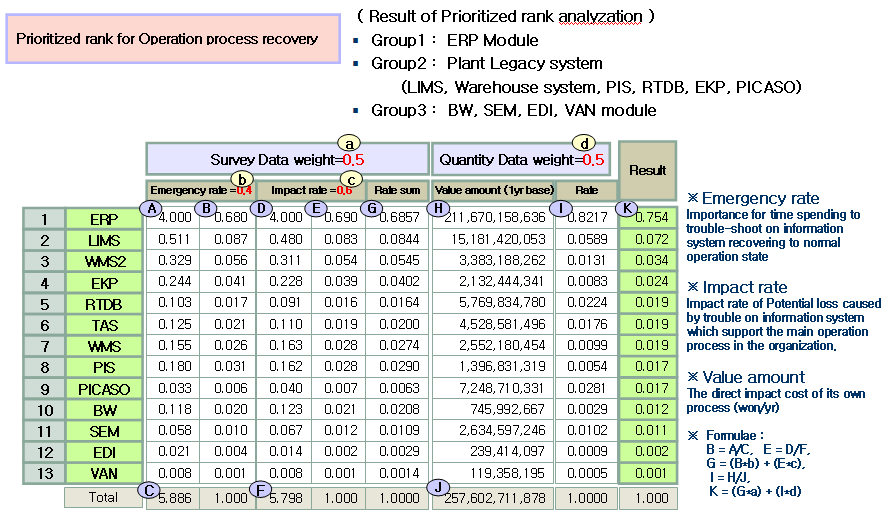 Prioritized rank for Operation process recovery
( Result of Prioritized rank analyzation )
▪ Group1 : ERP Module
▪ Group2 : Plant Legacy system
(LIMS, Warehouse system, PIS, RTDB, EKP, PICASO)
▪ Group3 : BW, SEM, EDI, VAN module
a d
Survey Data weight=0.5 Quantity Data weight=0.5 Result
b c
Emergency rate =0.4 Impact rate =0.6 Rate sum Value amount (1yr base) Rate
A B D E G H I K
1 ERP 4.000 0.680 4.000 0.690 0.6857 211,670,158,636 0.8217 0.754
2 LIMS 0.511 0.087 0.480 0.083 0.0844 15,181,420,053 0.0589 0.072
3 WMS2 0.329 0.056 0.311 0.054 0.0545 3,383,188,262 0.0131 0.034
4 EKP 0.244 0.041 0.228 0.039 0.0402 2,132,444,341 0.0083 0.024
5 RTDB 0.103 0.017 0.091 0.016 0.0164 5,769,834,780 0.0224 0.019
6 TAS 0.125 0.021 0.110 0.019 0.0200 4,528,581,496 0.0176 0.019
7 WMS 0.155 0.026 0.163 0.028 0.0274 2,552,180,454 0.0099 0.019
8 PIS 0.180 0.031 0.162 0.028 0.0290 1,396,831,319 0.0054 0.017
9 PICASO 0.033 0.006 0.040 0.007 0.0063 7,248,710,331 0.0281 0.017
10 BW 0.118 0.020 0.123 0.021 0.0208 745,992,667 0.0029 0.012
11 SEM 0.058 0.010 0.067 0.012 0.0109 2,634,597,246 0.0102 0.011
12 EDI 0.021 0.004 0.014 0.002 0.0029 239,414,097 0.0009 0.002
13 VAN 0.008 0.001 0.008 0.001 0.0014 119,358,195 0.0005 0.001
C F J
Total 5.886 1.000 5.798 1.000 1.0000 257,602,711,878 1.0000 1.000
※ Emergency rate
Importance for time spending to
trouble-shoot on information
system recovering to normal
operation state
※ Impact rate
Impact rate of Potential loss caused
by trouble on information system
which support the main operation
process in the organization.
※ Value amount
The direct impact cost of its own
process (won/yr)
※ Formulae :
B = A/C, E = D/F,
G = (B*b) + (E*c),
I = H/J,
K = (G*a) + (I*d)